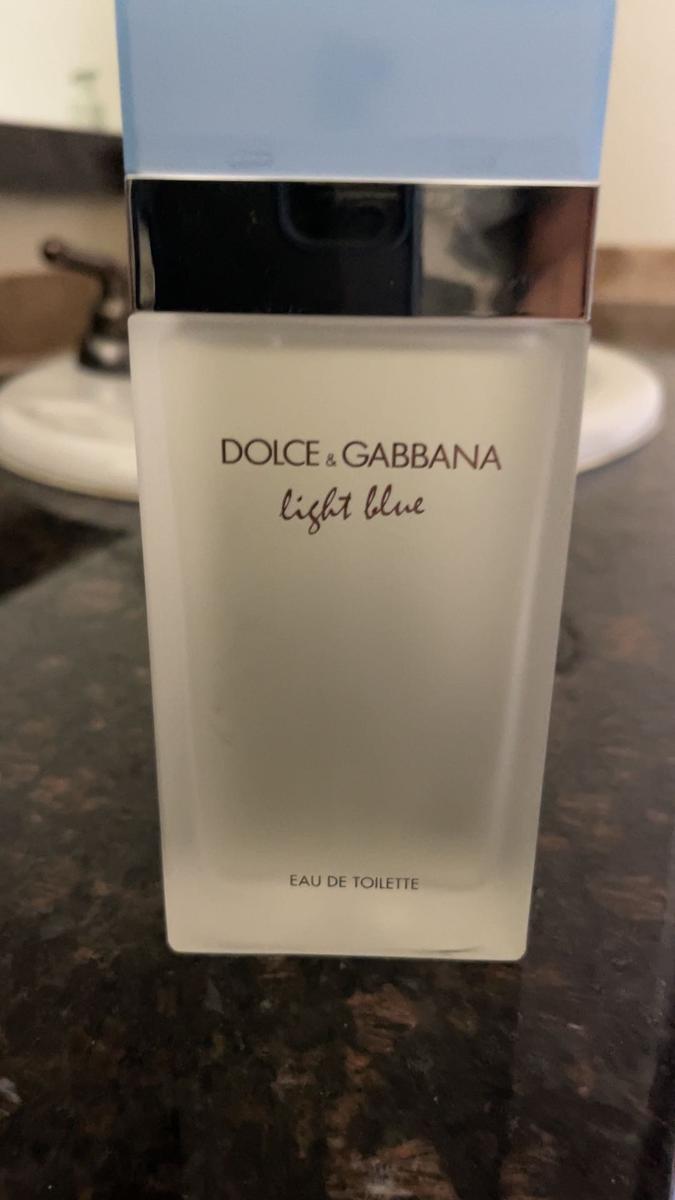 DOLCE & GABBANA
light blue
EAU DE TOILETTE